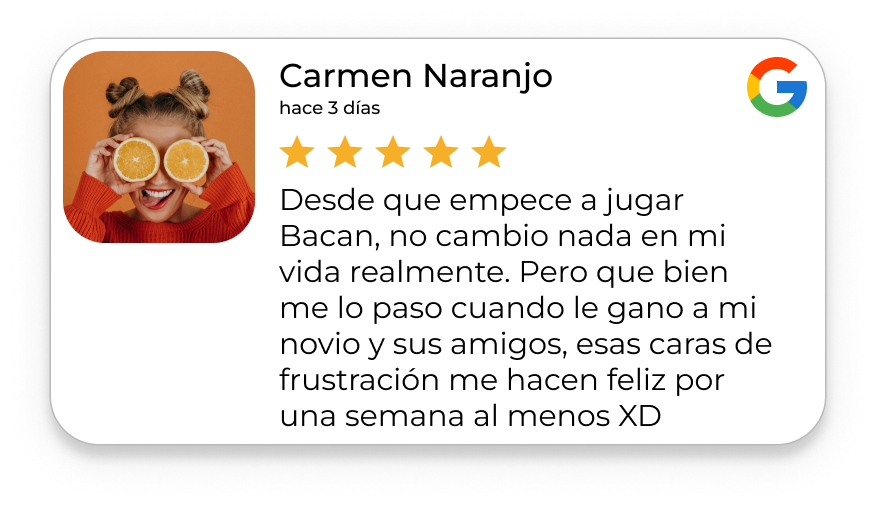 Carmen Naranjo
hace 3 días
Desde que empece a jugar
Bacan, no cambio nada en mi
vida realmente. Pero que bien
me lo paso cuando le gano a mi
novio y sus amigos, esas caras de
frustración me hacen feliz por
una semana al menos XD